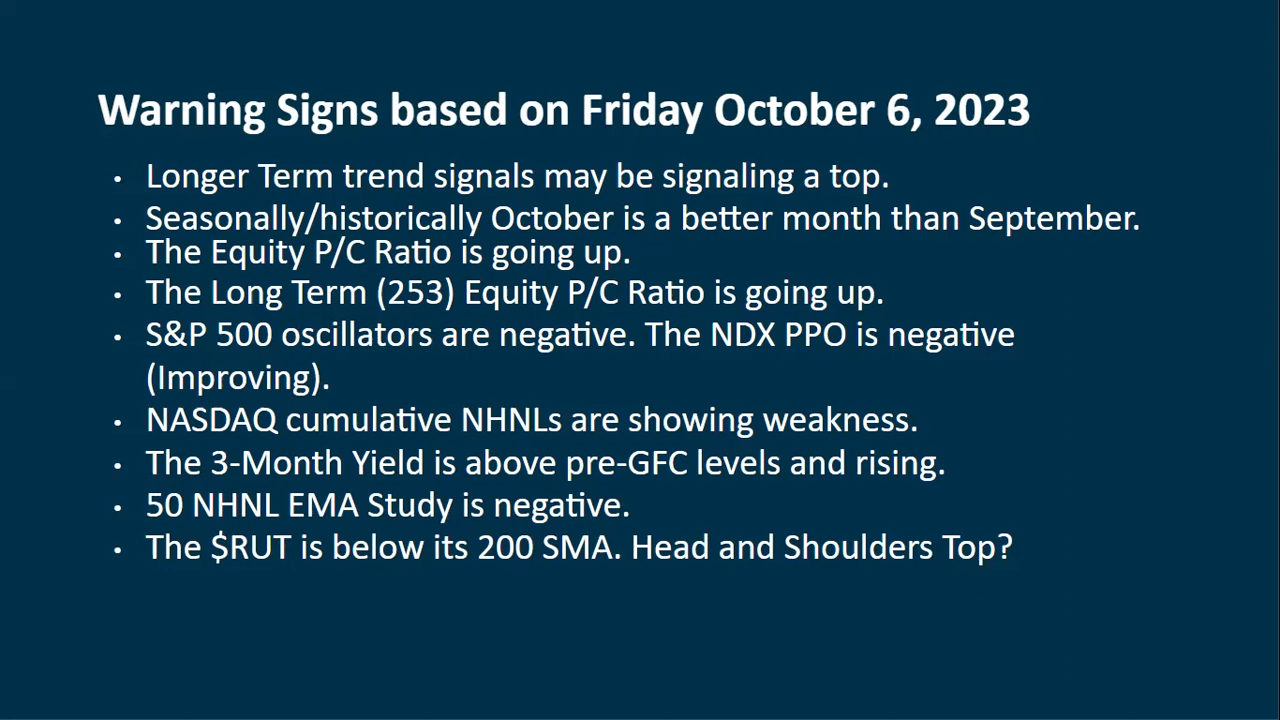 Warning Signs based on Friday October 6, 2023
• Longer Term trend signals may be signaling a top.
• Seasonally/historically October is a better month than September.
• The Equity P/C Ratio is going up.
• The Long Term (253) Equity P/C Ratio is going up.
• S&P 500 oscillators are negative. The NDX PPO is negative
(Improving).
• NASDAQ cumulative NHNLs are showing weakness.
• The 3-Month Yield is above pre-GFC levels and rising.
• 50 NHNL EMA Study is negative.
• The $RUT is below its 200 SMA. Head and Shoulders Top?